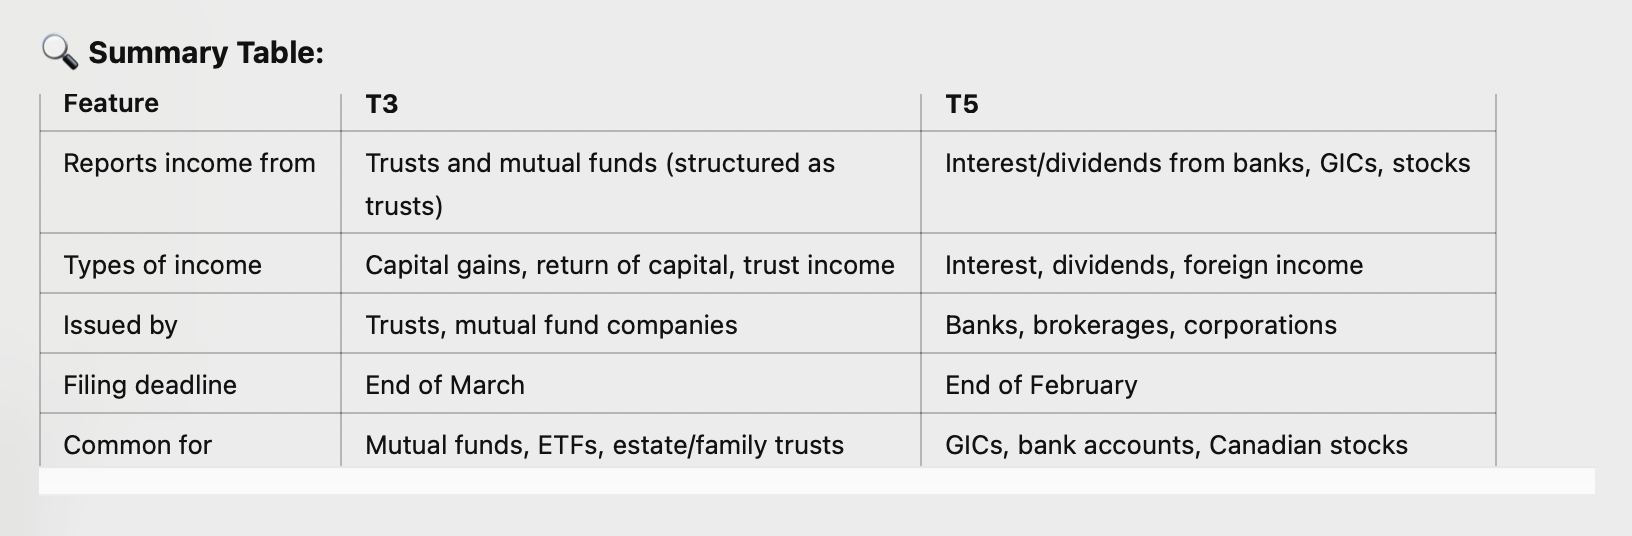 🔍 Summary Table:
Feature T3 T5
Reports income from Trusts and mutual funds (structured as Interest/dividends from banks, GICs, stocks
trusts)
Types of income Capital gains, return of capital, trust income Interest, dividends, foreign income
Issued by Trusts, mutual fund companies Banks, brokerages, corporations
Filing deadline End of March End of February
Common for Mutual funds, ETFs, estate/family trusts GICs, bank accounts, Canadian stocks